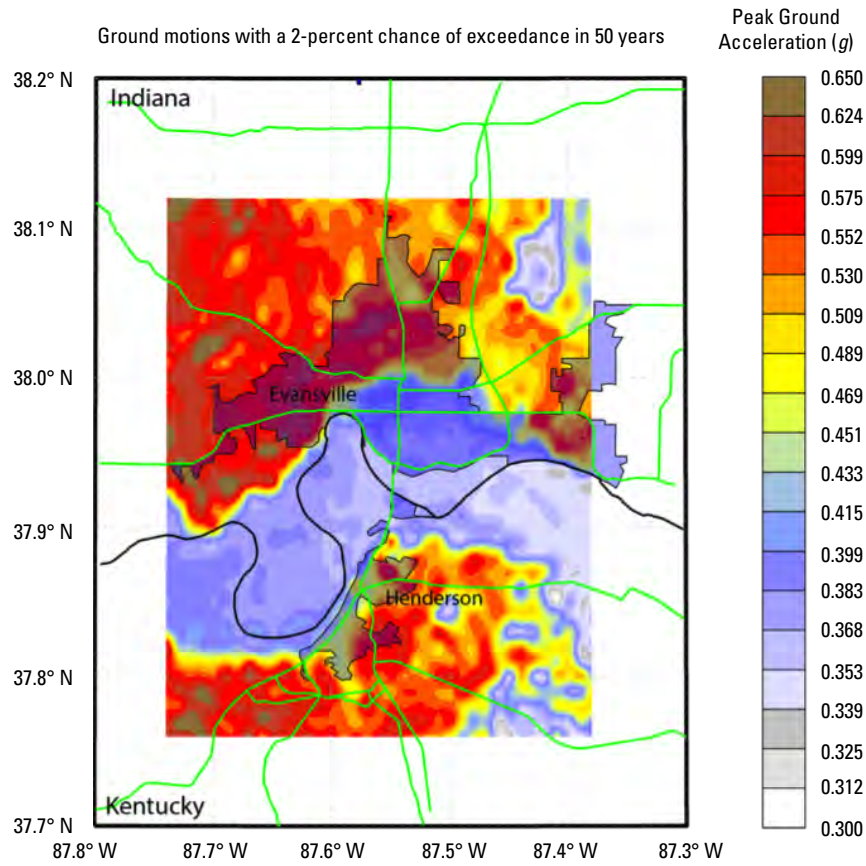 Ground motions with a 2-percent chance of exceedance in 50 years
Peak Ground
Acceleration (g)
38.2° N
38.1° N
38.0° N
37.9° N
37.8° N
37.7° N
Indiana
Evansville
Henderson
Kentucky
87.8° W
87.7° W
87.6° W
87.5° W
87.4° W
87.3° W
0.650
0.624
0.599
0.575
0.552
0.530
0.509
0.489
0.469
0.451
0.433
0.415
0.399
0.383
0.368
0.353
0.339
0.325
0.312
0.300